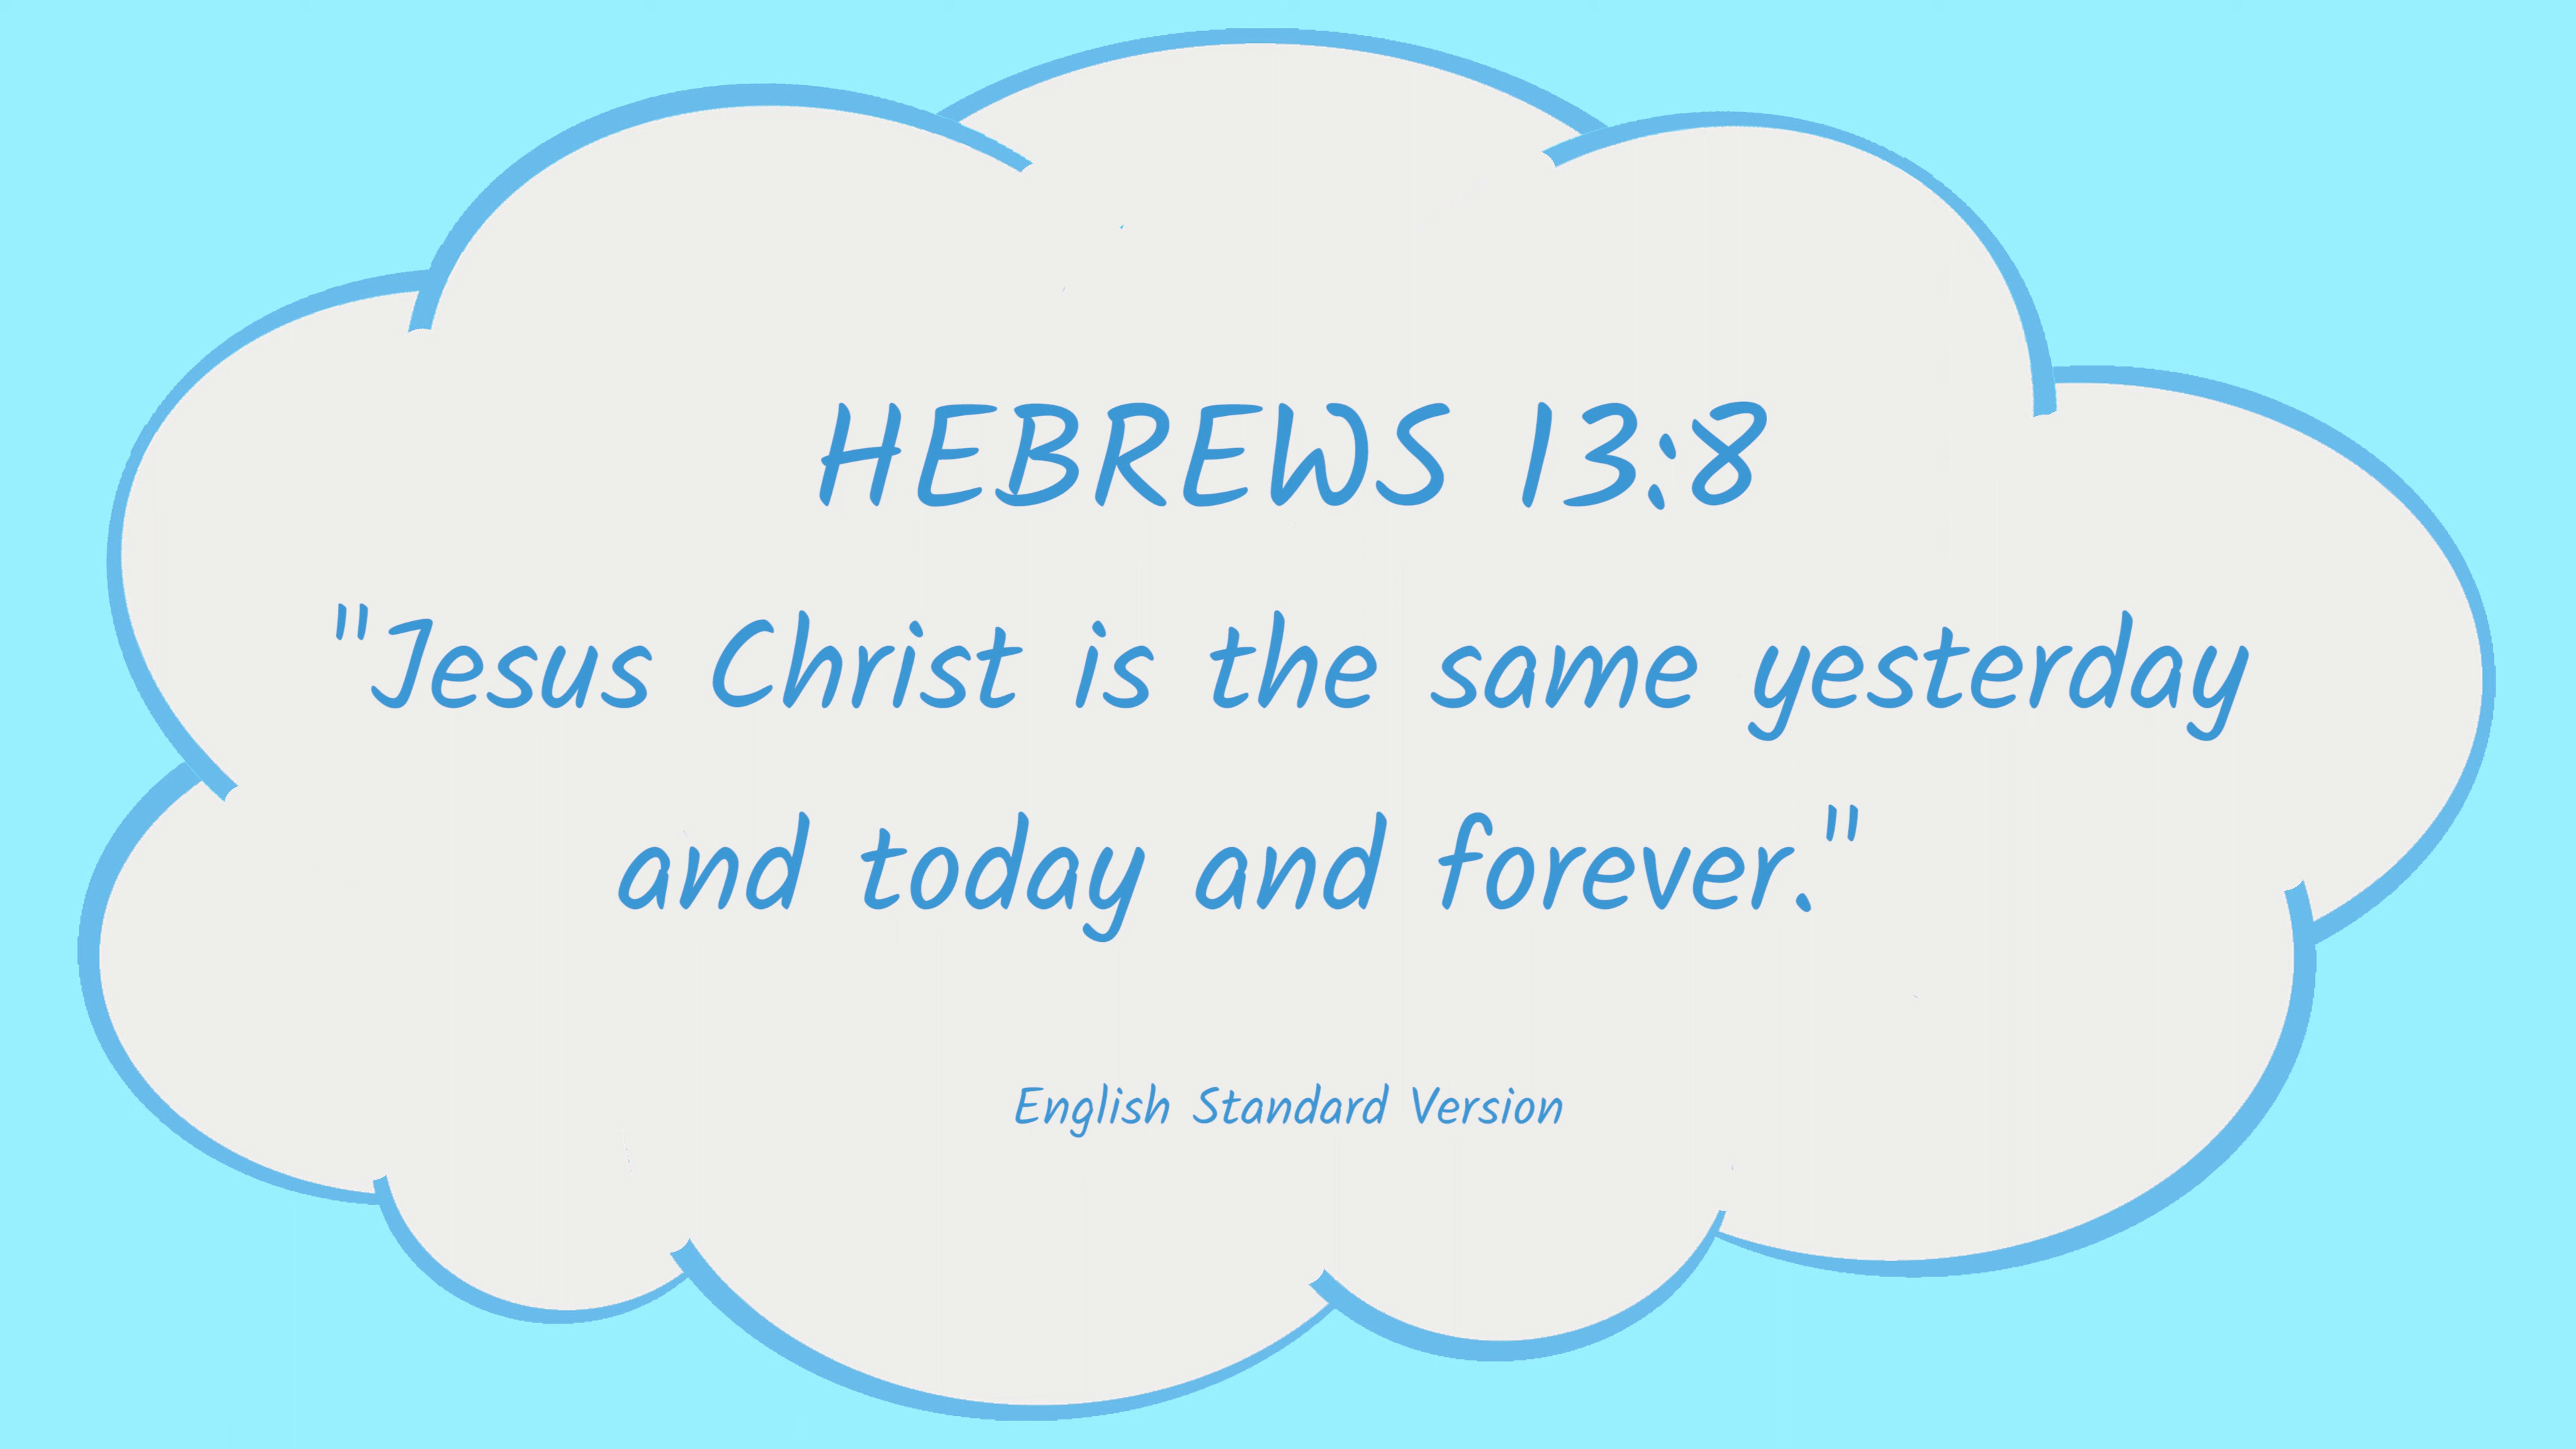 HEBREWS 13:8
"Jesus Christ is the same yesterday
and today and forever."
English Standard Version